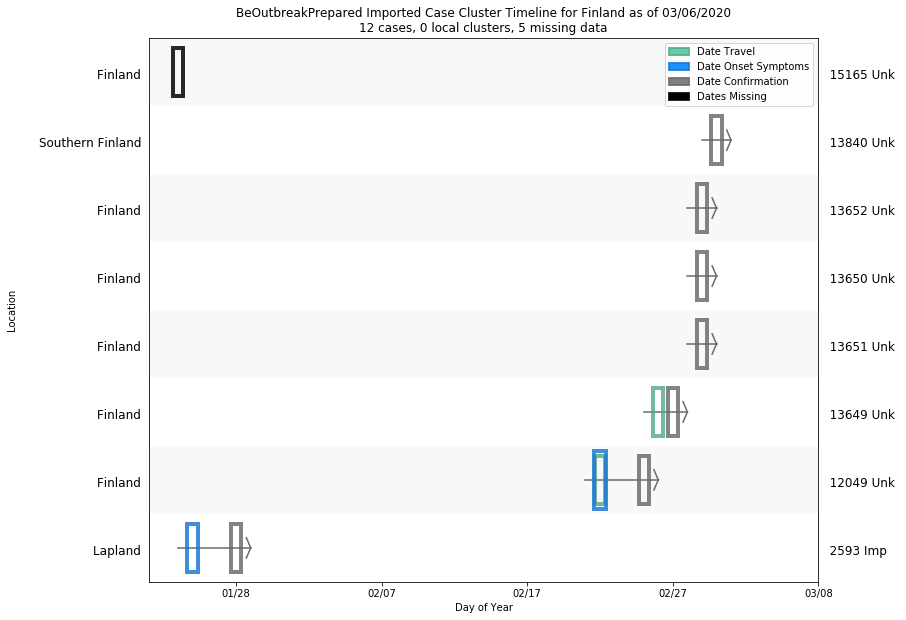 BeOutbreakPrepared Imported Case Cluster Timeline for Finland as of 03/06/2020
12 cases, 0 local clusters, 5 missing data
Date Travel
Date Onset Symptoms
Date Confirmation
Dates Missing
Finland 15165 Unk
Southern Finland 13840 Unk
Finland 13652 Unk
Finland 13650 Unk
Finland 13651 Unk
Finland 13649 Unk
Finland 12049 Unk
Lapland 2593 Imp
Location
01/28 02/07 02/17 02/27 03/08
Day of Year